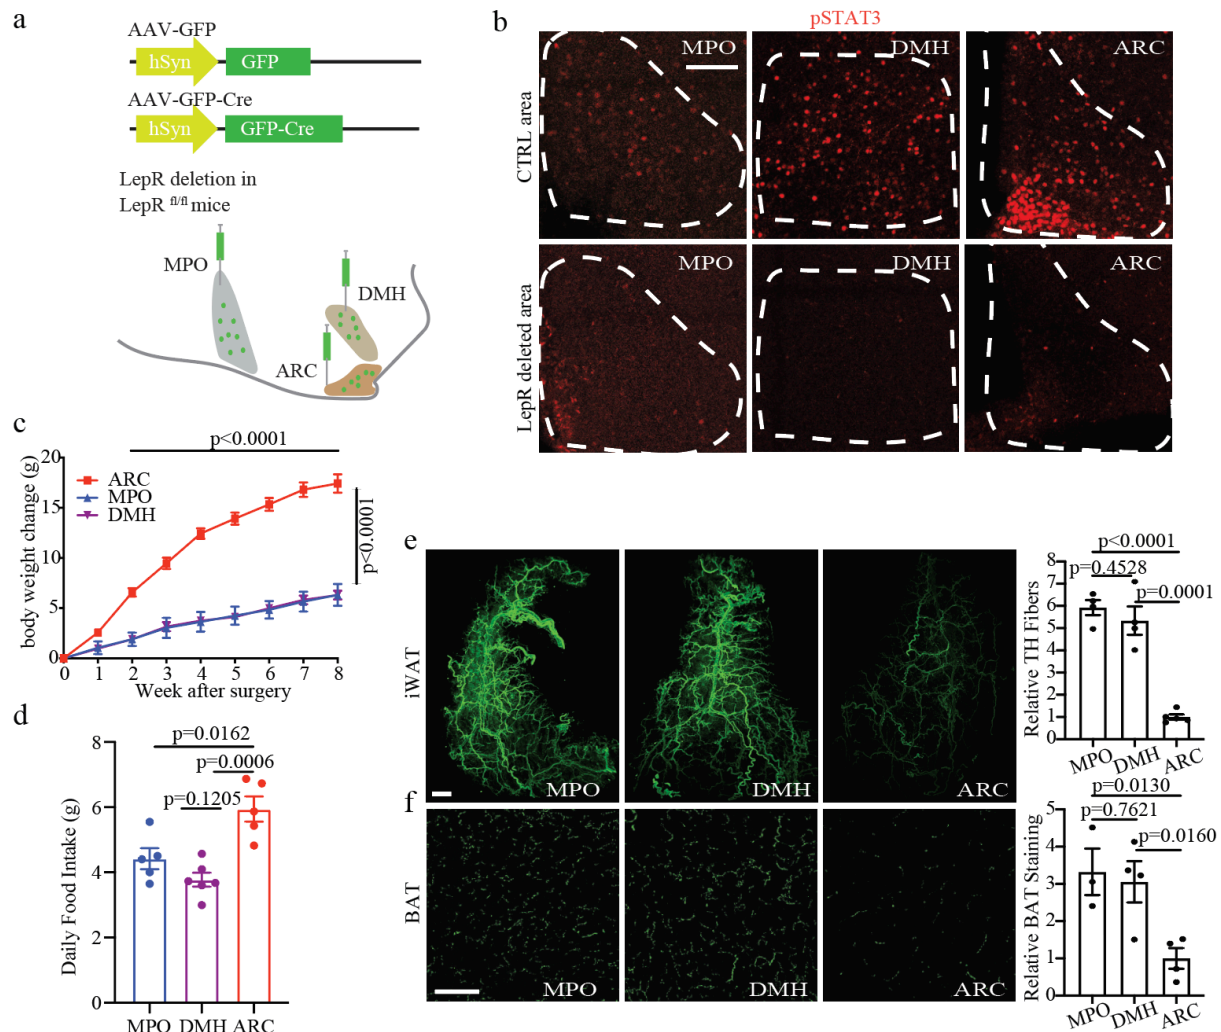 a
AAV-GFP
hSyn
GFP
AAV-GFP-Cre
hSyn
GFP-Cre
LepR deletion in
LepR fl/fl mice
MPO
DMH
ARC
b
pSTAT3
CTRL area
MPO
DMH
ARC
LepR deleted area
MPO
DMH
ARC
c
p<0.0001
body weight change (g)
20
15
10
5
0
ARC
MPO
DMH
p<0.0001
0 1 2 3 4 5 6 7 8
Week after surgery
d
Daily Food Intake (g)
8
6
4
2
0
p=0.0162
p=0.0006
p=0.1205
MPO DMH ARC
e
iWAT
MPO
DMH
ARC
Relative TH Fibers
8
7
6
5
4
3
2
1
0
p<0.0001
p=0.4528
p=0.0001
MPO DMH ARC
f
BAT
MPO
DMH
ARC
Relative BAT Staining
5
4
3
2
1
0
p=0.0130
p=0.7621
p=0.0160
MPO DMH ARC